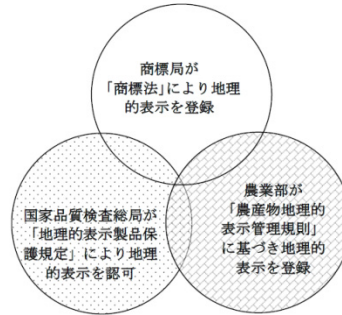 商標局が
「商標法」により地理
的表示を登録
国家品質検査総局が
「地理的表示製品保
護規定」により地理
的表示を認可
農業部が
「農産物地理的
表示管理規則」
に基づき地理的
表示を登録